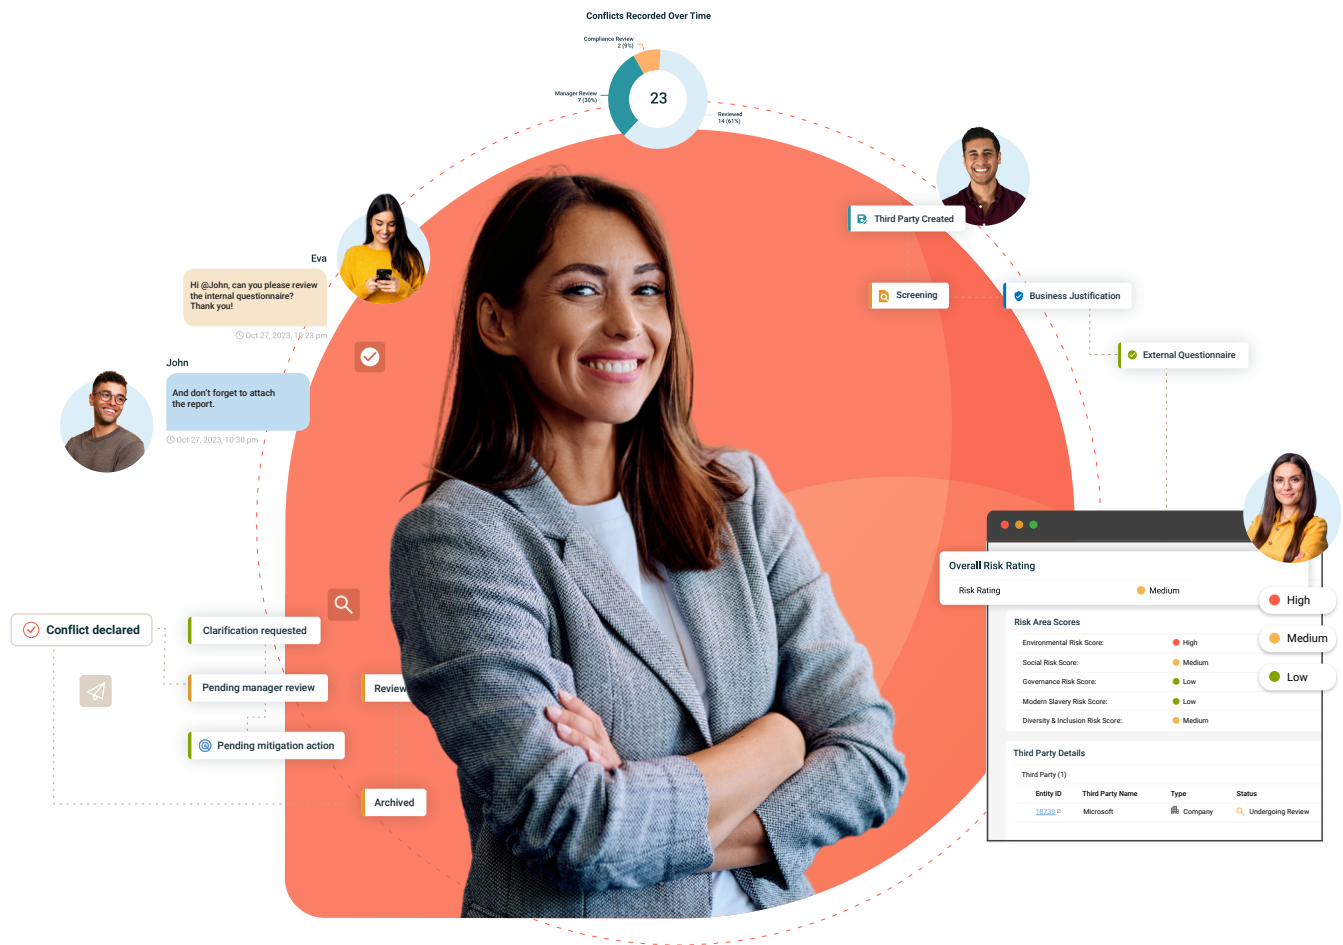 Conflicts Recorded Over Time
Compliance Review
2 (9%)
Manager Review
7 (30%)
23
Reviewed
14 (61%)
Eva
Hi @John, can you please review
the internal questionnaire?
Thank you!
Oct 27, 2023, 10:23 pm
John
And don't forget to attach
the report.
Oct 27, 2023, 10:30 pm
Third Party Created
Screening
Business Justification
External Questionnaire
Conflict declared
Clarification requested
Pending manager review
Pending mitigation action
Review
Archived
Overall Risk Rating
Risk Rating
Medium
High
Medium
Low
Risk Area Scores
Environmental Risk Score:
High
Social Risk Score:
Medium
Governance Risk Score:
Low
Modern Slavery Risk Score:
Low
Diversity & Inclusion Risk Score:
Medium
Third Party Details
Third Party (1)
Entity ID Third Party Name Type Status
18739 Microsoft Company Undergoing Review